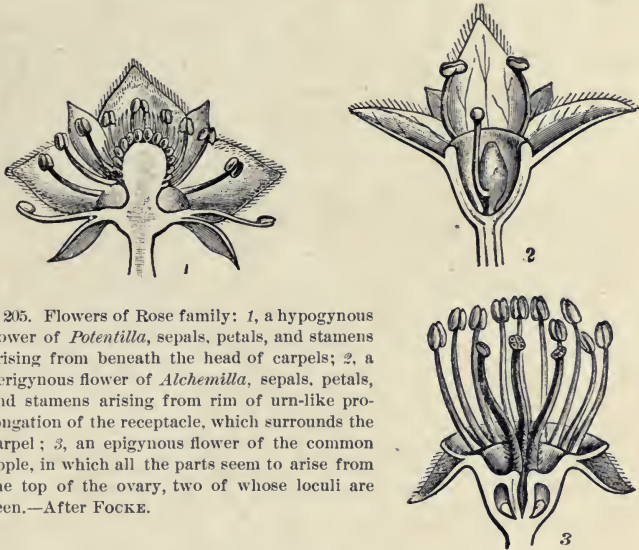 1
2
205. Flowers of Rose family: 1, a hypogynous
ower of Potentilla, sepals, petals, and stamens
rising from beneath the head of carpels; 2, a
erigynous flower of Alchemilla, sepals, petals,
nd stamens arising from rim of urn-like pro-
ongation of the receptacle, which surrounds the
arpel; 3, an epigynous flower of the common
pple, in which all the parts seem to arise from
he top of the ovary, two of whose loculi are
een.—After FOCKE.
3